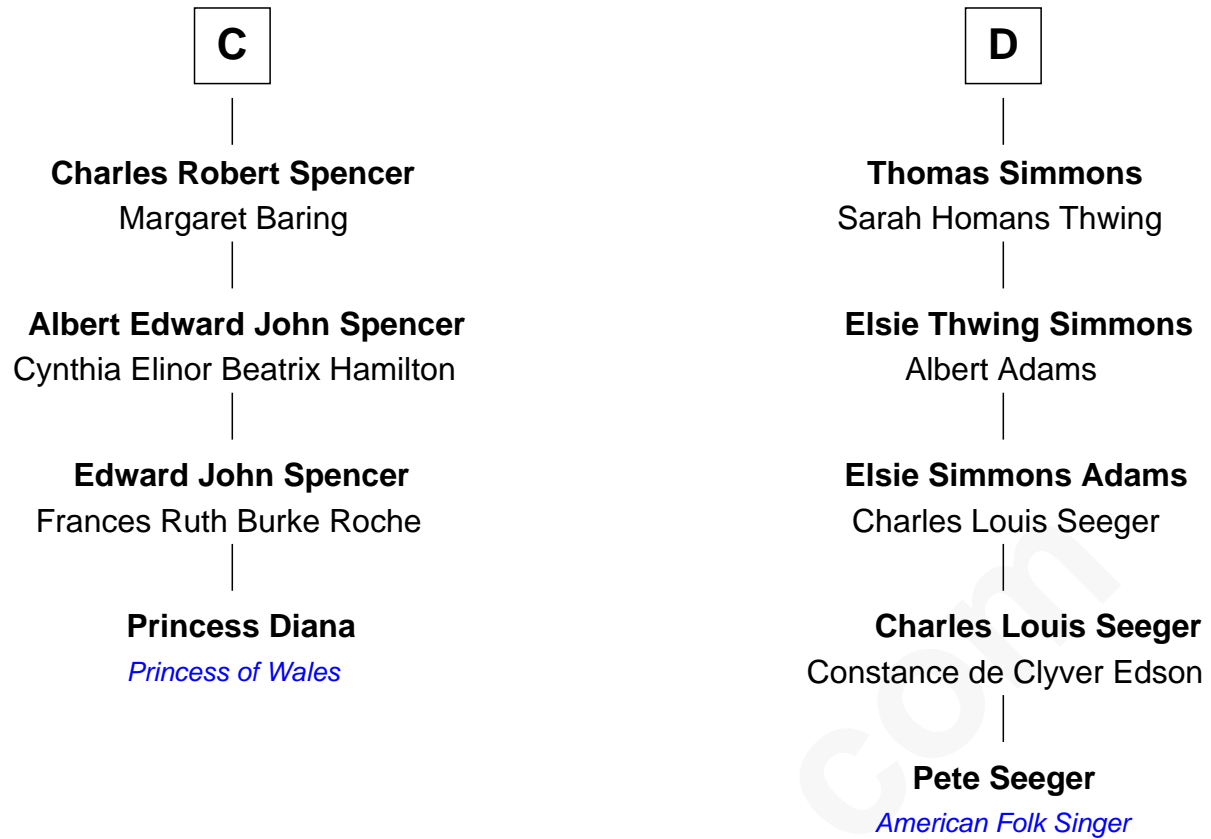 C
Charles Robert Spencer
Margaret Baring
Albert Edward John Spencer
Cynthia Elinor Beatrix Hamilton
Edward John Spencer
Frances Ruth Burke Roche
Princess Diana
Princess of Wales
D
Thomas Simmons
Sarah Homans Thwing
Elsie Thwing Simmons
Albert Adams
Elsie Simmons Adams
Charles Louis Seeger
Charles Louis Seeger
Constance de Clyver Edson
Pete Seeger
American Folk Singer
com